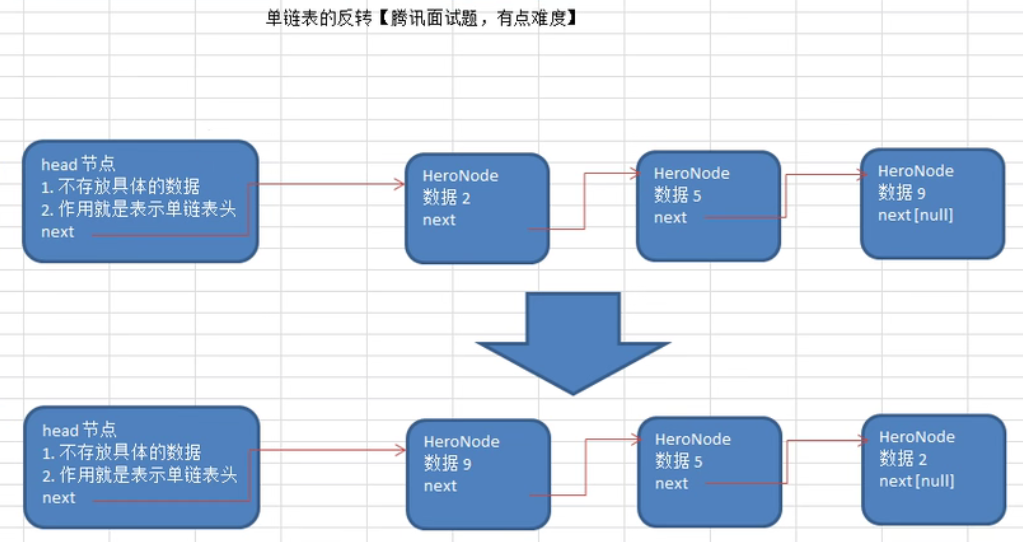 单链表的反转【腾讯面试题，有点难度】
head 节点
1. 不存放具体的数据
2. 作用就是表示单链表头
next
HeroNode
数据 2
next
HeroNode
数据 5
next
HeroNode
数据 9
next [null]
head 节点
1. 不存放具体的数据
2. 作用就是表示单链表头
next
HeroNode
数据 9
next
HeroNode
数据 5
next
HeroNode
数据 2
next [null]